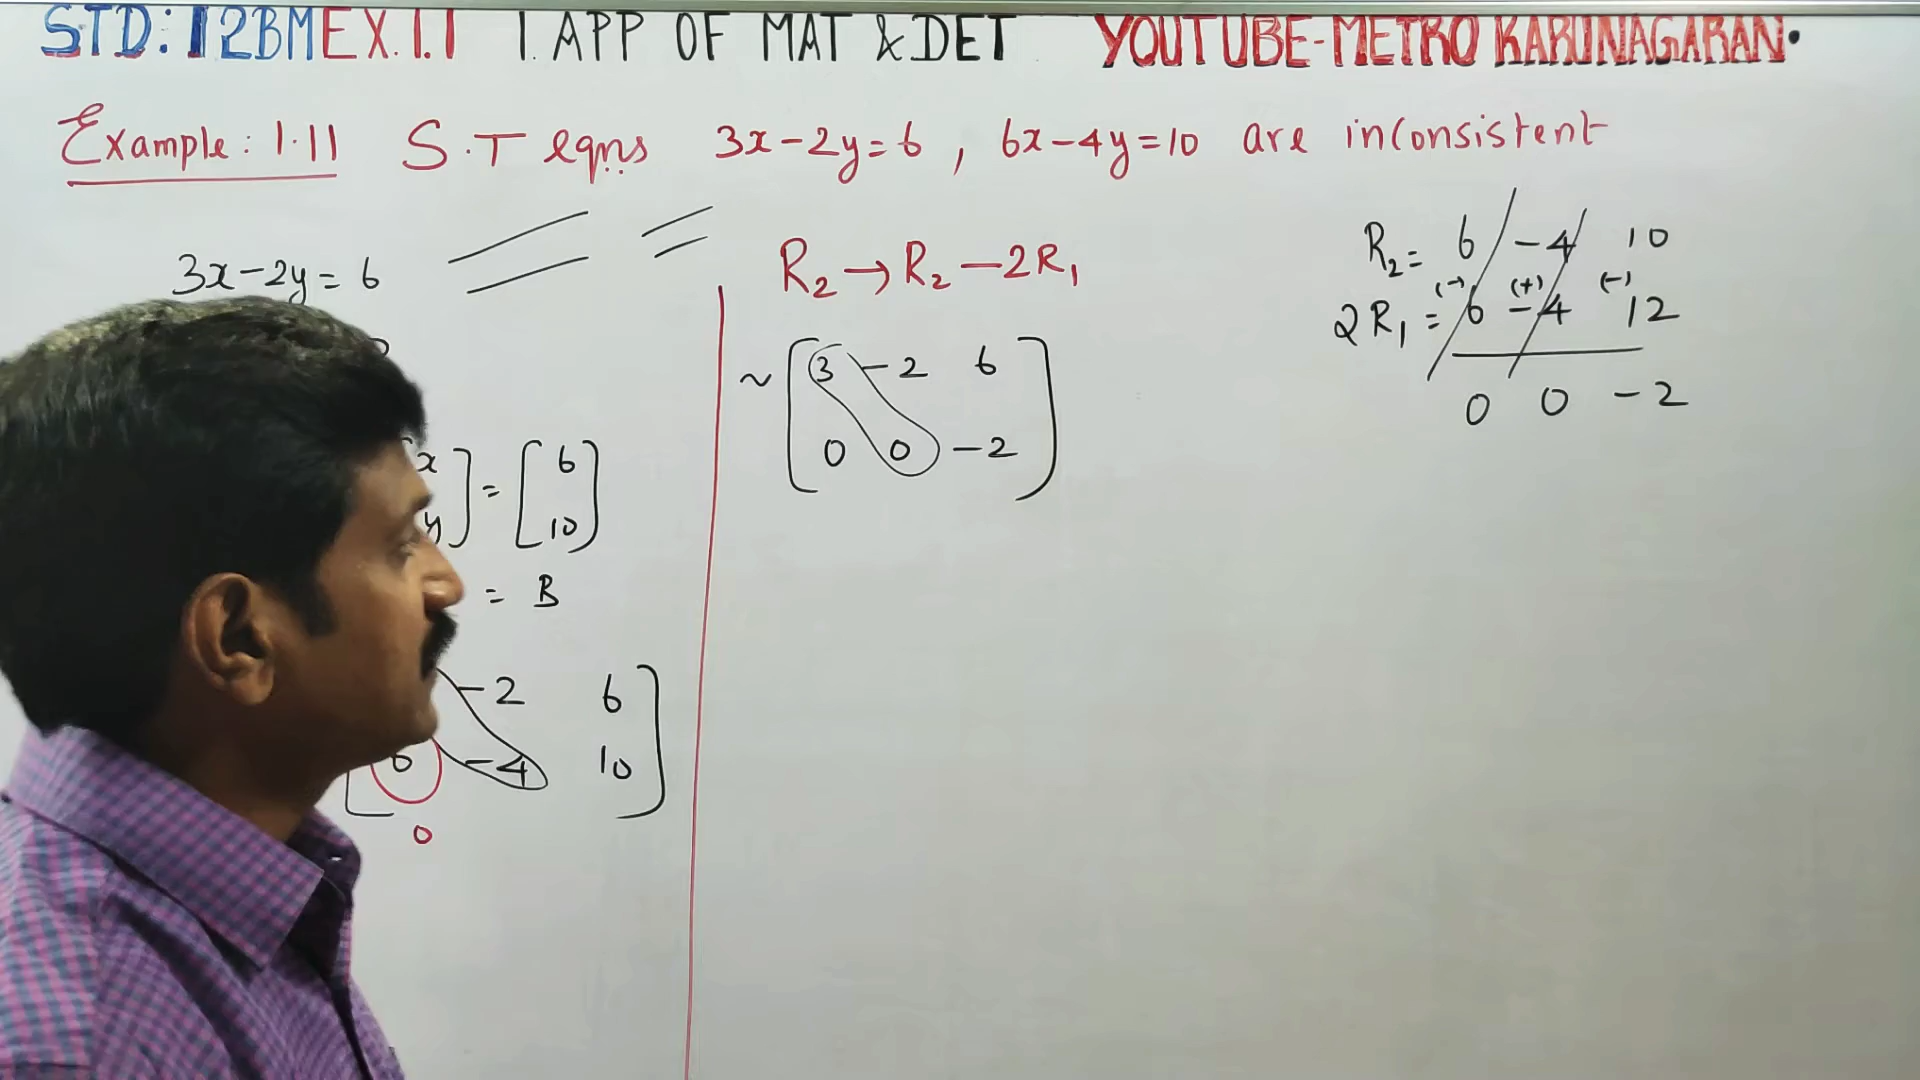 STD: 12BM EX.1.1 1. APP OF MAT & DET YOUTUBE-METRO KARUNAGARAN.
Example: 1.11 S.T eqns 3x-2y=6, 6x-4y=10 are inconsistent
3x-2y=6
x
y
] = [
6
10
]
= B
-2 6
6 -4 10
0
R₂→R₂-2R₁
~ [
3 -2 6
0 0 -2
]
R₂= 6 -4 10
(-) (+) (-)
2R₁= 6 -4 12
0 0 -2